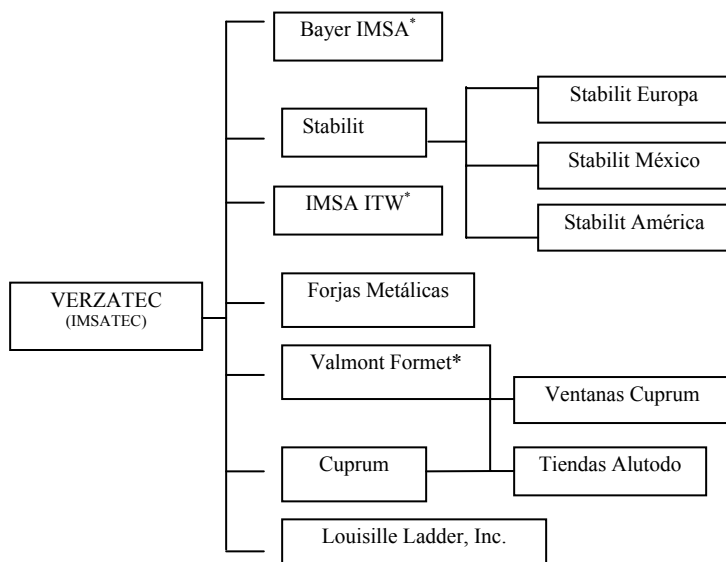 Bayer IMSA*
Stabilit
Stabilit Europa
Stabilit México
Stabilit América
IMSA ITW*
VERZATEC
(IMSATEC)
Forjas Metálicas
Valmont Formet*
Ventanas Cuprum
Cuprum
Tiendas Alutodo
Louisille Ladder, Inc.